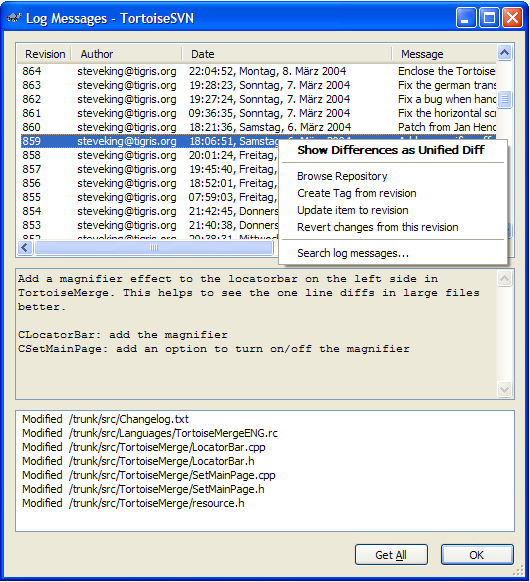 Log Messages - TortoiseSVN
Revision Author Date Message
864 steveking@tigris.org 22:04:52, Montag, 8. März 2004 Enclose the Tortoise
863 steveking@tigris.org 19:28:23, Sonntag, 7. März 2004 Fix the german trans
862 steveking@tigris.org 19:27:24, Sonntag, 7. März 2004 Fix a bug when hand
861 steveking@tigris.org 09:36:35, Sonntag, 7. März 2004 Fix the horizontal scr
860 steveking@tigris.org 18:21:36, Samstag, 6. März 2004 Patch from Jan Hend
859 steveking@tigris.org 18:06:51, Samstag
858 steveking@tigris.org 20:01:24, Freitag,
857 steveking@tigris.org 19:45:40, Freitag,
856 steveking@tigris.org 18:52:01, Freitag,
855 steveking@tigris.org 07:59:03, Freitag,
854 steveking@tigris.org 21:42:45, Donners
853 steveking@tigris.org 21:40:38, Donners
852 steveking@tigris.org 20:38:31, Mittwoc
Show Differences as Unified Diff
Browse Repository
Create Tag from revision
Update item to revision
Revert changes from this revision
Search log messages...
Add a magnifier effect to the locatorbar on the left side in
TortoiseMerge. This helps to see the one line diffs in large files
better.
CLocatorBar: add the magnifier
CSetMainPage: add an option to turn on/off the magnifier
Modified /trunk/src/Changelog.txt
Modified /trunk/src/Languages/TortoiseMergeENG.rc
Modified /trunk/src/TortoiseMerge/LocatorBar.cpp
Modified /trunk/src/TortoiseMerge/LocatorBar.h
Modified /trunk/src/TortoiseMerge/SetMainPage.cpp
Modified /trunk/src/TortoiseMerge/SetMainPage.h
Modified /trunk/src/TortoiseMerge/resource.h
Get All OK